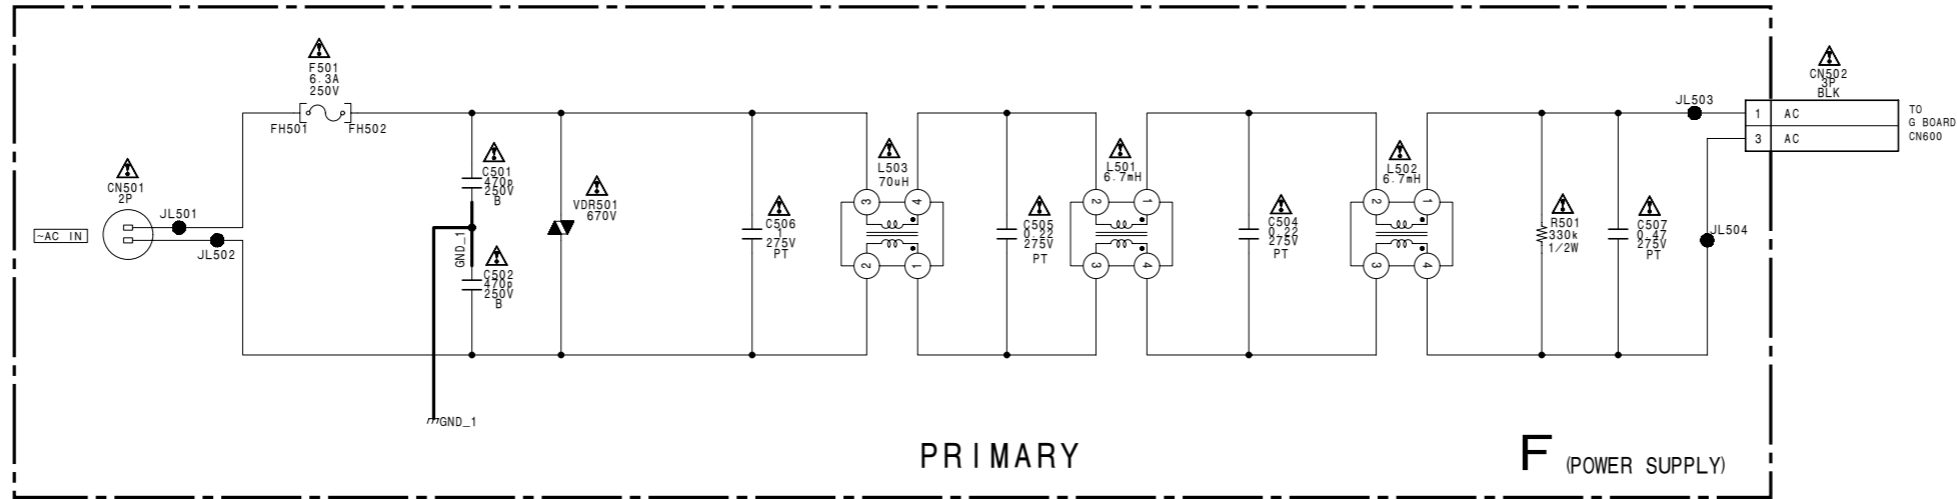 F501
6.3A
250V
FH501
FH502
CN501
2P
~AC IN
JL501
JL502
C501
470p
250V
B
GND_1
C502
470p
250V
B
GND_1
VDR501
670V
C506
1
275V
PT
L503
70uH
3
4
2
1
C505
0.22
275V
PT
L501
6.7mH
2
1
3
4
C504
0.22
275V
PT
L502
6.7mH
2
1
3
4
R501
330k
1/2W
C507
0.47
275V
PT
JL503
JL504
CN502
3P
BLK
1 AC
3 AC
TO
G BOARD
CN600
PRIMARY
F (POWER SUPPLY)